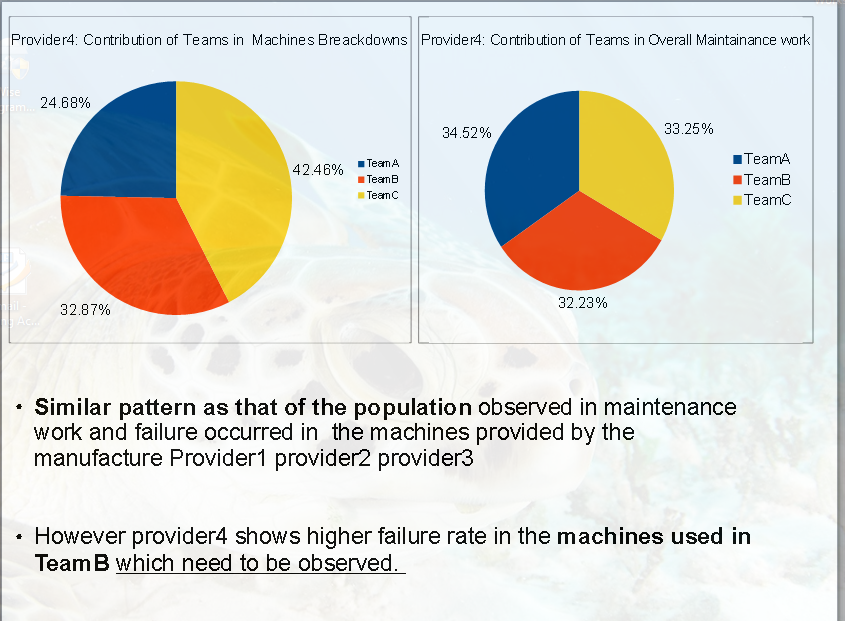 Provider4: Contribution of Teams in  Machines Breackdowns
24.68%
42.46%
32.87%
TeamA
TeamB
TeamC
Provider4: Contribution of Teams in Overall Maintainance work
34.52%
33.25%
32.23%
TeamA
TeamB
TeamC
• Similar pattern as that of the population observed in maintenance
work and failure occurred in  the machines provided by the
manufacture Provider1 provider2 provider3
• However provider4 shows higher failure rate in the machines used in
TeamB which need to be observed.